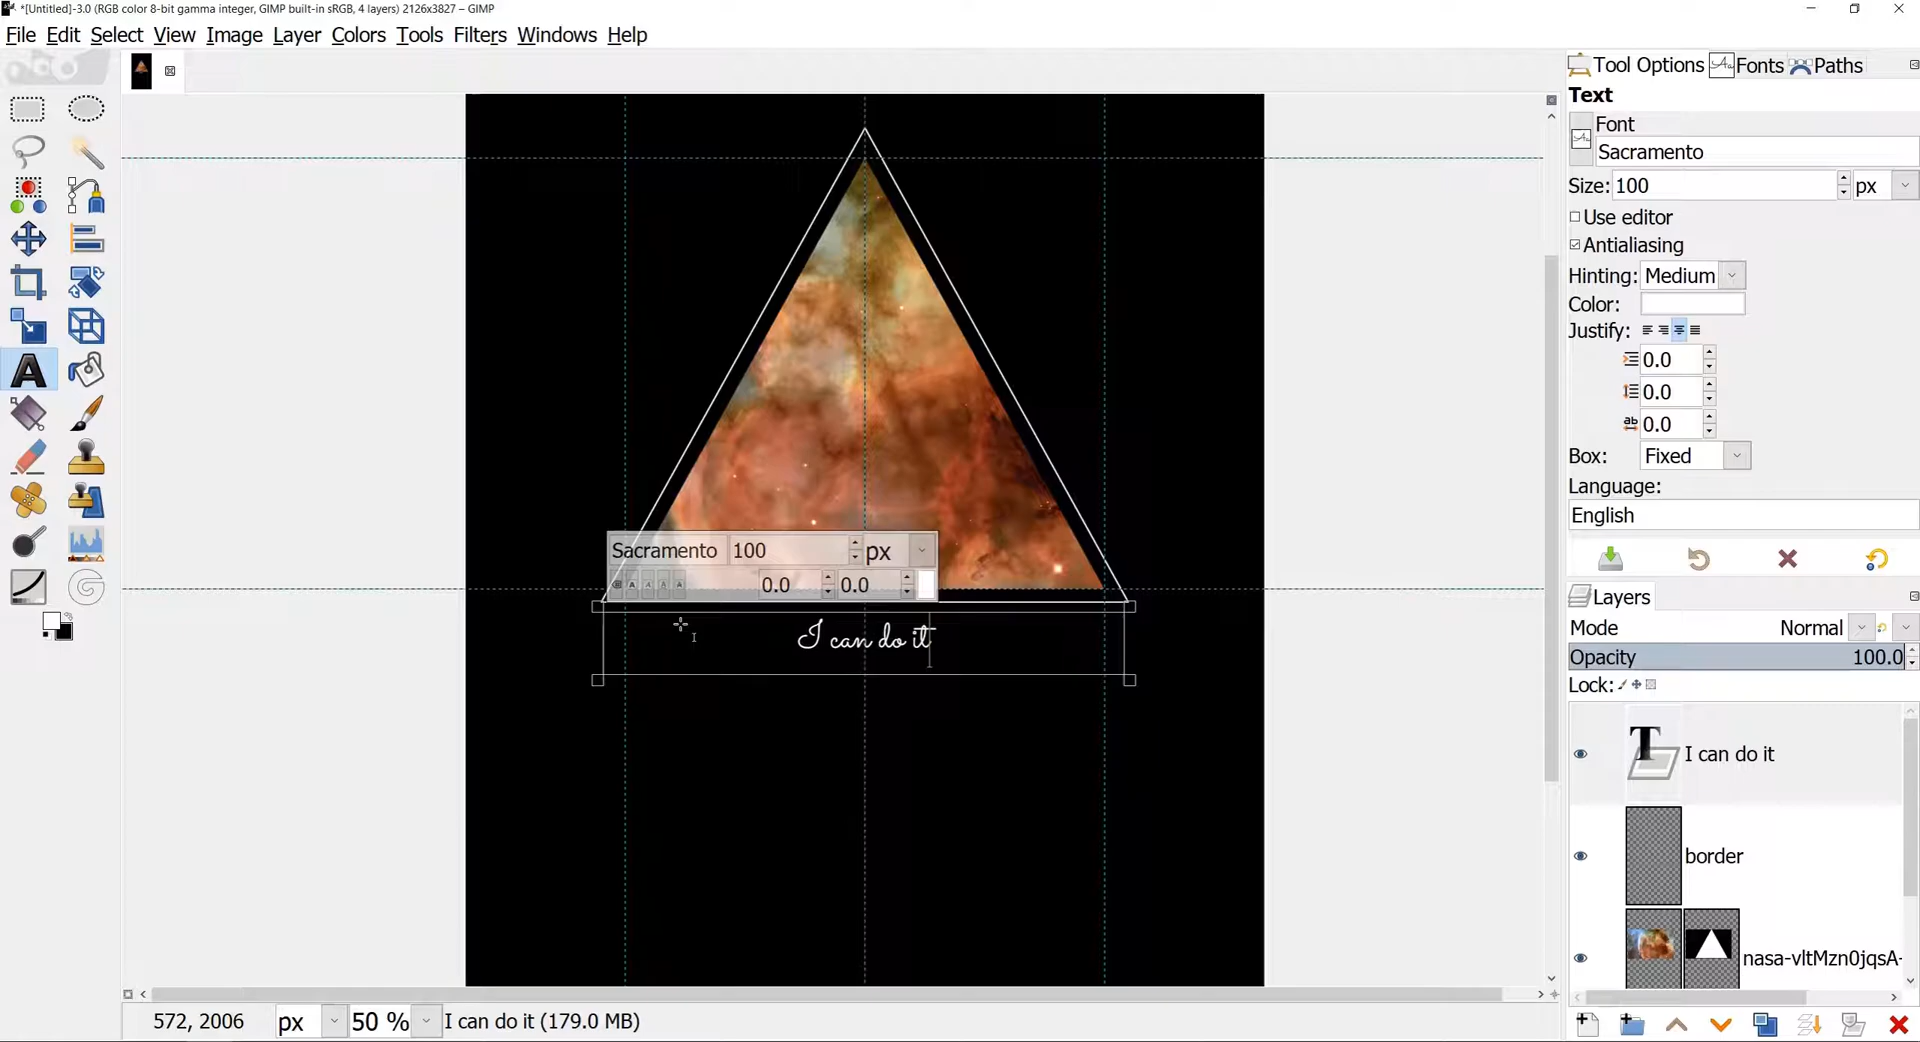 *[Untitled]-3.0 (RGB color 8-bit gamma integer, GIMP built-in sRGB, 4 layers) 2126x3827 – GIMP
File Edit Select View Image Layer Colors Tools Filters Windows Help
Tool Options Fonts Paths
Text
Font
Sacramento
Size: 100 px
Use editor
Antialiasing
Hinting: Medium
Color:
Justify:
0.0
0.0
0.0
Box: Fixed
Language:
English
Sacramento 100 px
0.0 0.0
I can do it
Layers
Mode Normal
Opacity 100.0
Lock:
I can do it
border
nasa-vltMzn0jqsA-
572, 2006 px 50 % I can do it (179.0 MB)